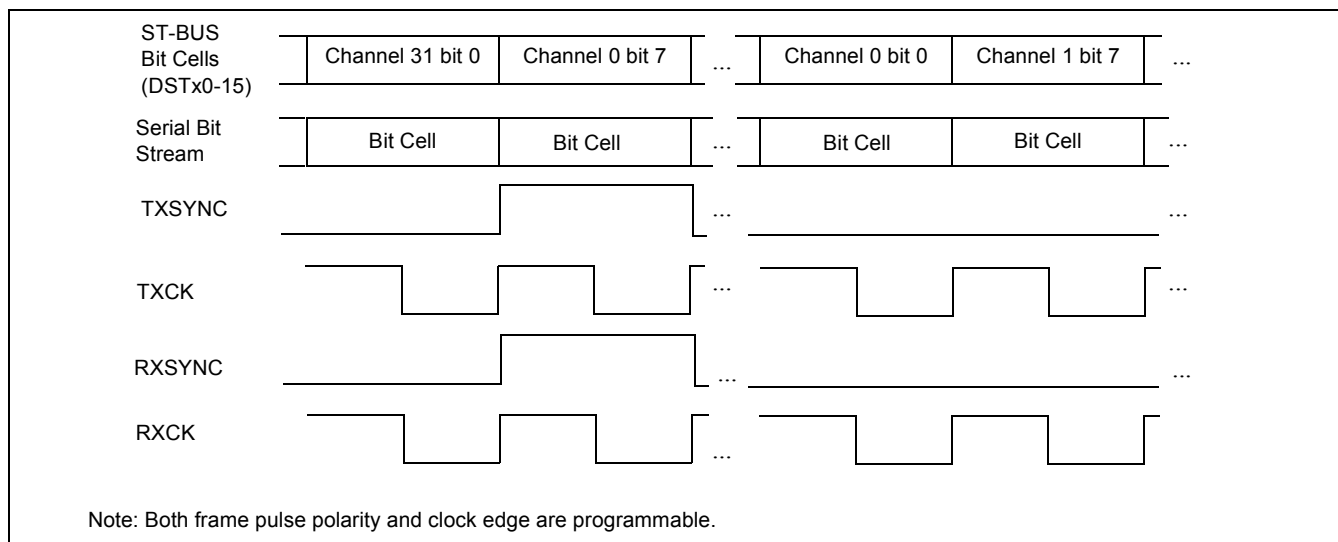 ST-BUS
Bit Cells
(DSTx0-15)
Channel 31 bit 0 Channel 0 bit 7 ... Channel 0 bit 0 Channel 1 bit 7 ...
Serial Bit
Stream
Bit Cell Bit Cell ... Bit Cell Bit Cell ...
TXSYNC ... ...
TXCK ... ...
RXSYNC ... ...
RXCK ...
Note: Both frame pulse polarity and clock edge are programmable.